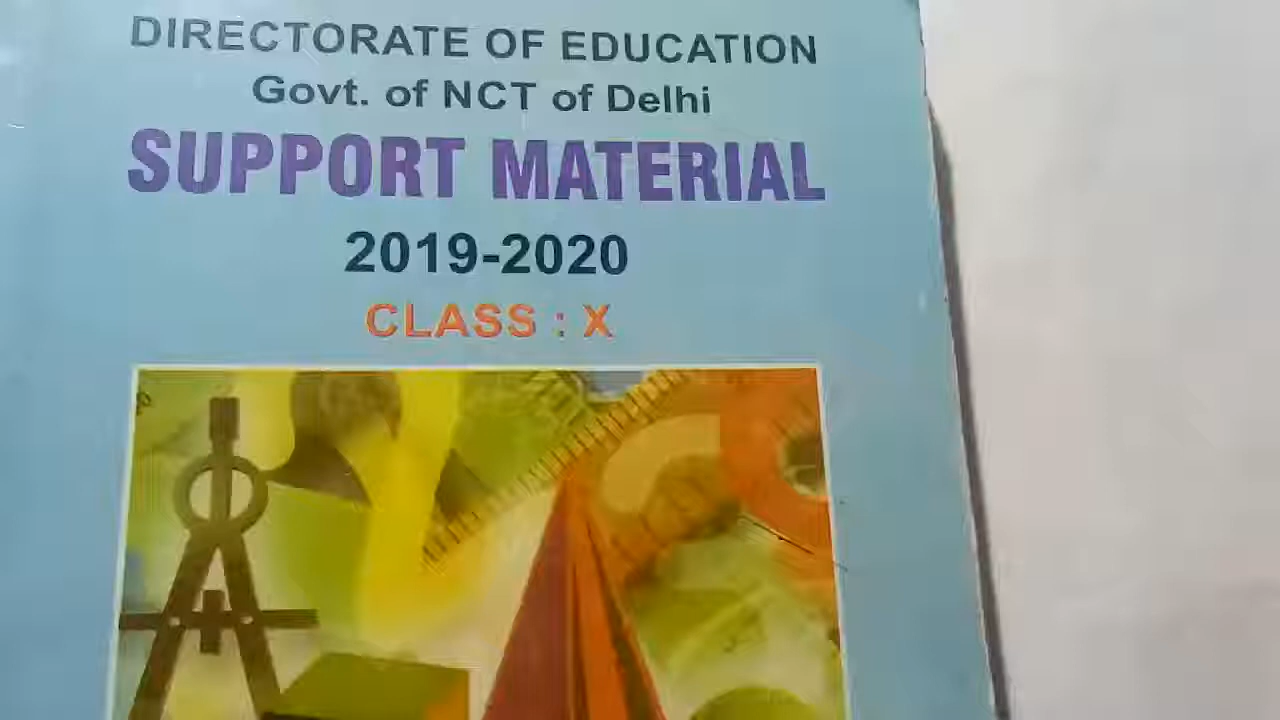 DIRECTORATE OF EDUCATION
Govt. of NCT of Delhi
SUPPORT MATERIAL
2019-2020
CLASS : X